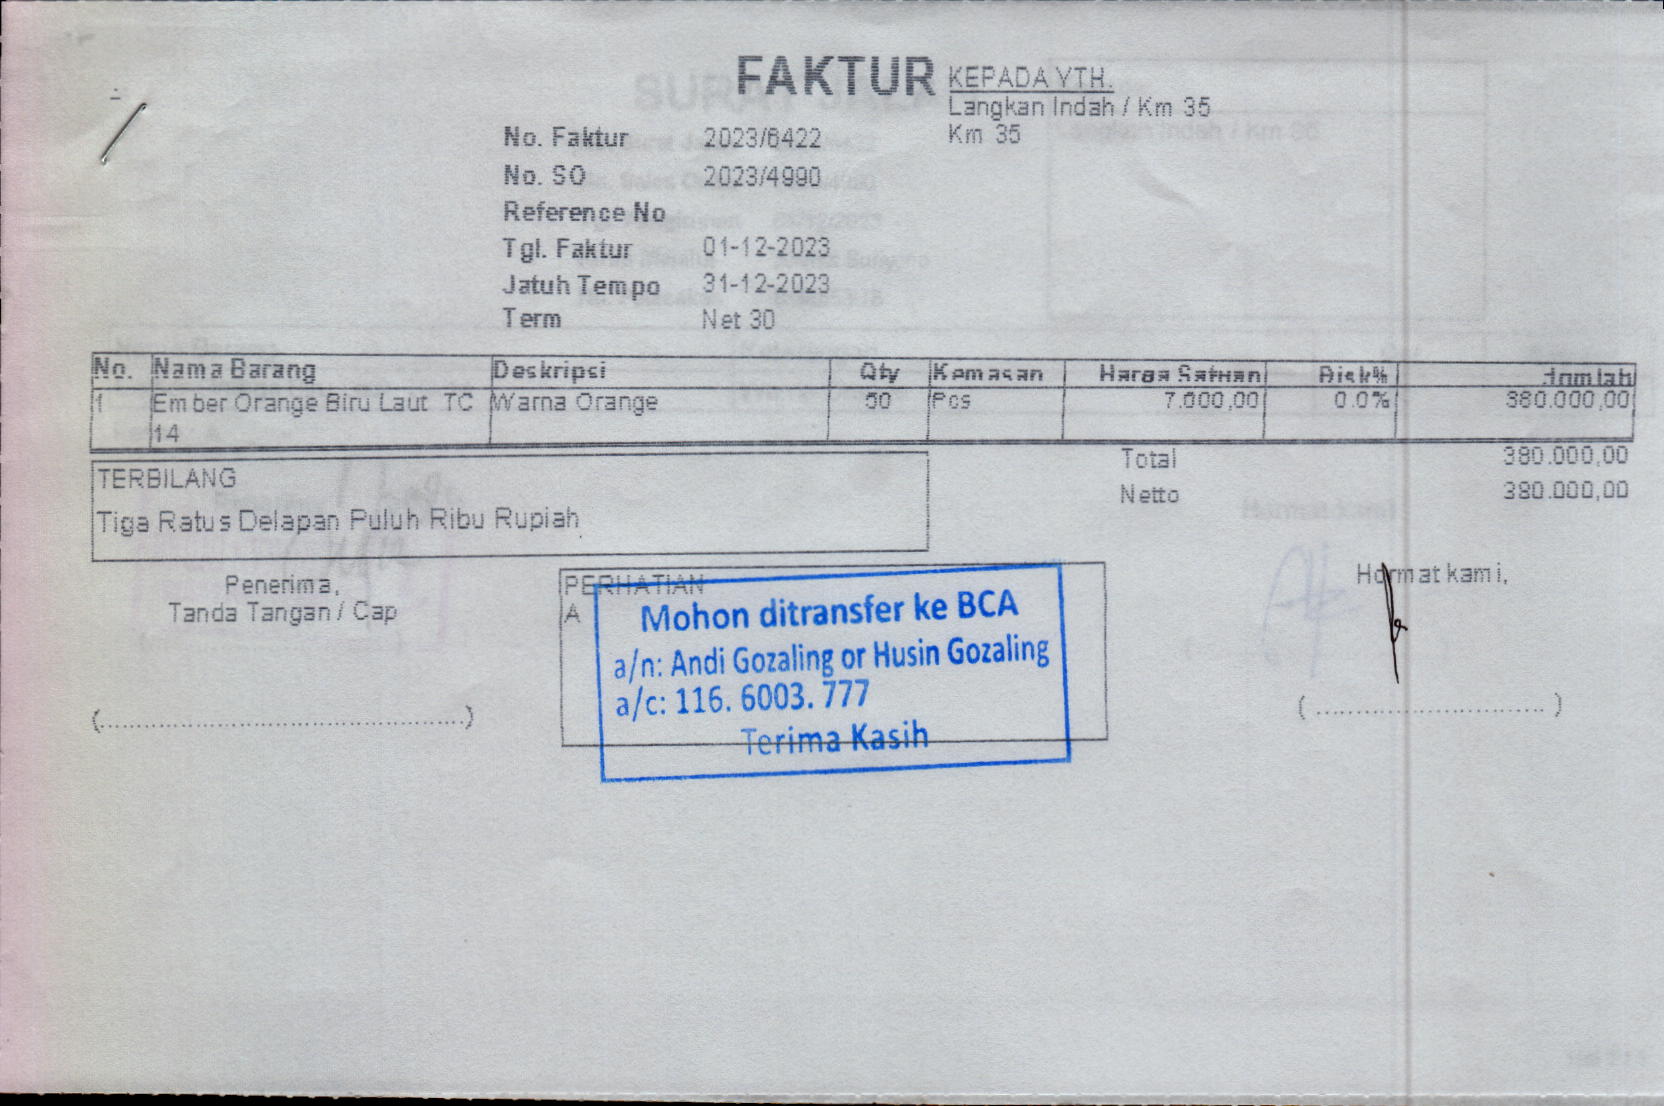 FAKTUR
KEPADA YTH.
Langkan Indah / Km 35
Km 35
No. Faktur 2023/6422
No. SO 2023/4990
Reference No
Tgl. Faktur 01-12-2023
Jatuh Tempo 31-12-2023
Term Net 30
No. Nama Barang Deskripsi Qty Kemasan Harga Satuan Disk% Jumlah
1 Ember Orange Biru Laut TC Warna Orange Pcs 0.0% 380.000,00
14
TERBILANG
Tiga Ratus Delapan Puluh Ribu Rupiah
Total 380.000,00
Netto 380.000,00
Penerima,
Tanda Tangan / Cap
PERHATIAN
A
Mohon ditransfer ke BCA
a/n: Andi Gozaling or Husin Gozaling
a/c: 116. 6003. 777
Terima Kasih
Hormat kami,
(..............................................)
( ............................. )